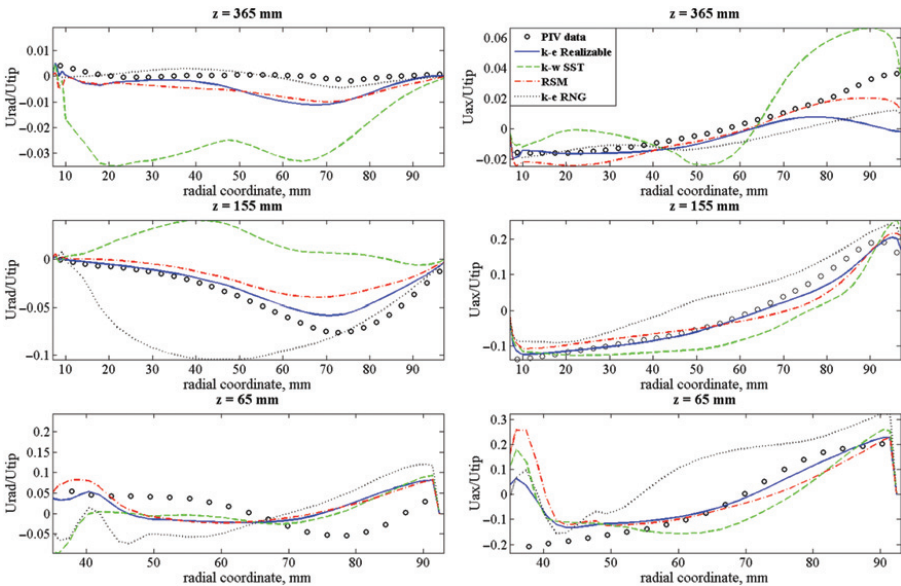 z = 365 mm
0.01
0
−0.01
−0.02
−0.03
Urad/Utip
10 20 30 40 50 60 70 80 90
radial coordinate, mm
z = 365 mm
PIV data
k-e Realizable
k-w SST
RSM
k-e RNG
0.06
0.04
0.02
0
−0.02
Uax/Utip
10 20 30 40 50 60 70 80 90
radial coordinate, mm
z = 155 mm
0
−0.05
−0.1
Urad/Utip
10 20 30 40 50 60 70 80 90
radial coordinate, mm
z = 155 mm
0.2
0.1
0
−0.1
Uax/Utip
10 20 30 40 50 60 70 80 90
radial coordinate, mm
z = 65 mm
0.2
0.15
0.1
0.05
0
−0.05
Urad/Utip
40 50 60 70 80 90
radial coordinate, mm
z = 65 mm
0.3
0.2
0.1
0
−0.1
−0.2
Uax/Utip
40 50 60 70 80 90
radial coordinate, mm